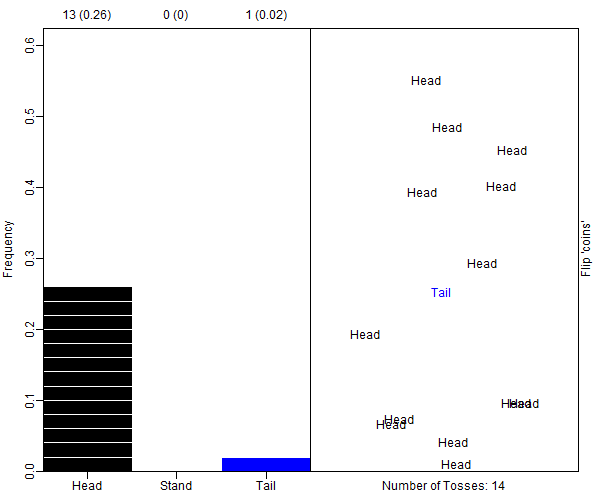 13 (0.26) 0 (0) 1 (0.02)
Frequency
0.6
0.5
0.4
0.3
0.2
0.1
0.0
Head Stand Tail
Head
Head
Head
Head
Head
Head
Tail
Head
Head Head
Head
Head
Head
Head
Number of Tosses: 14
Flip 'coins'